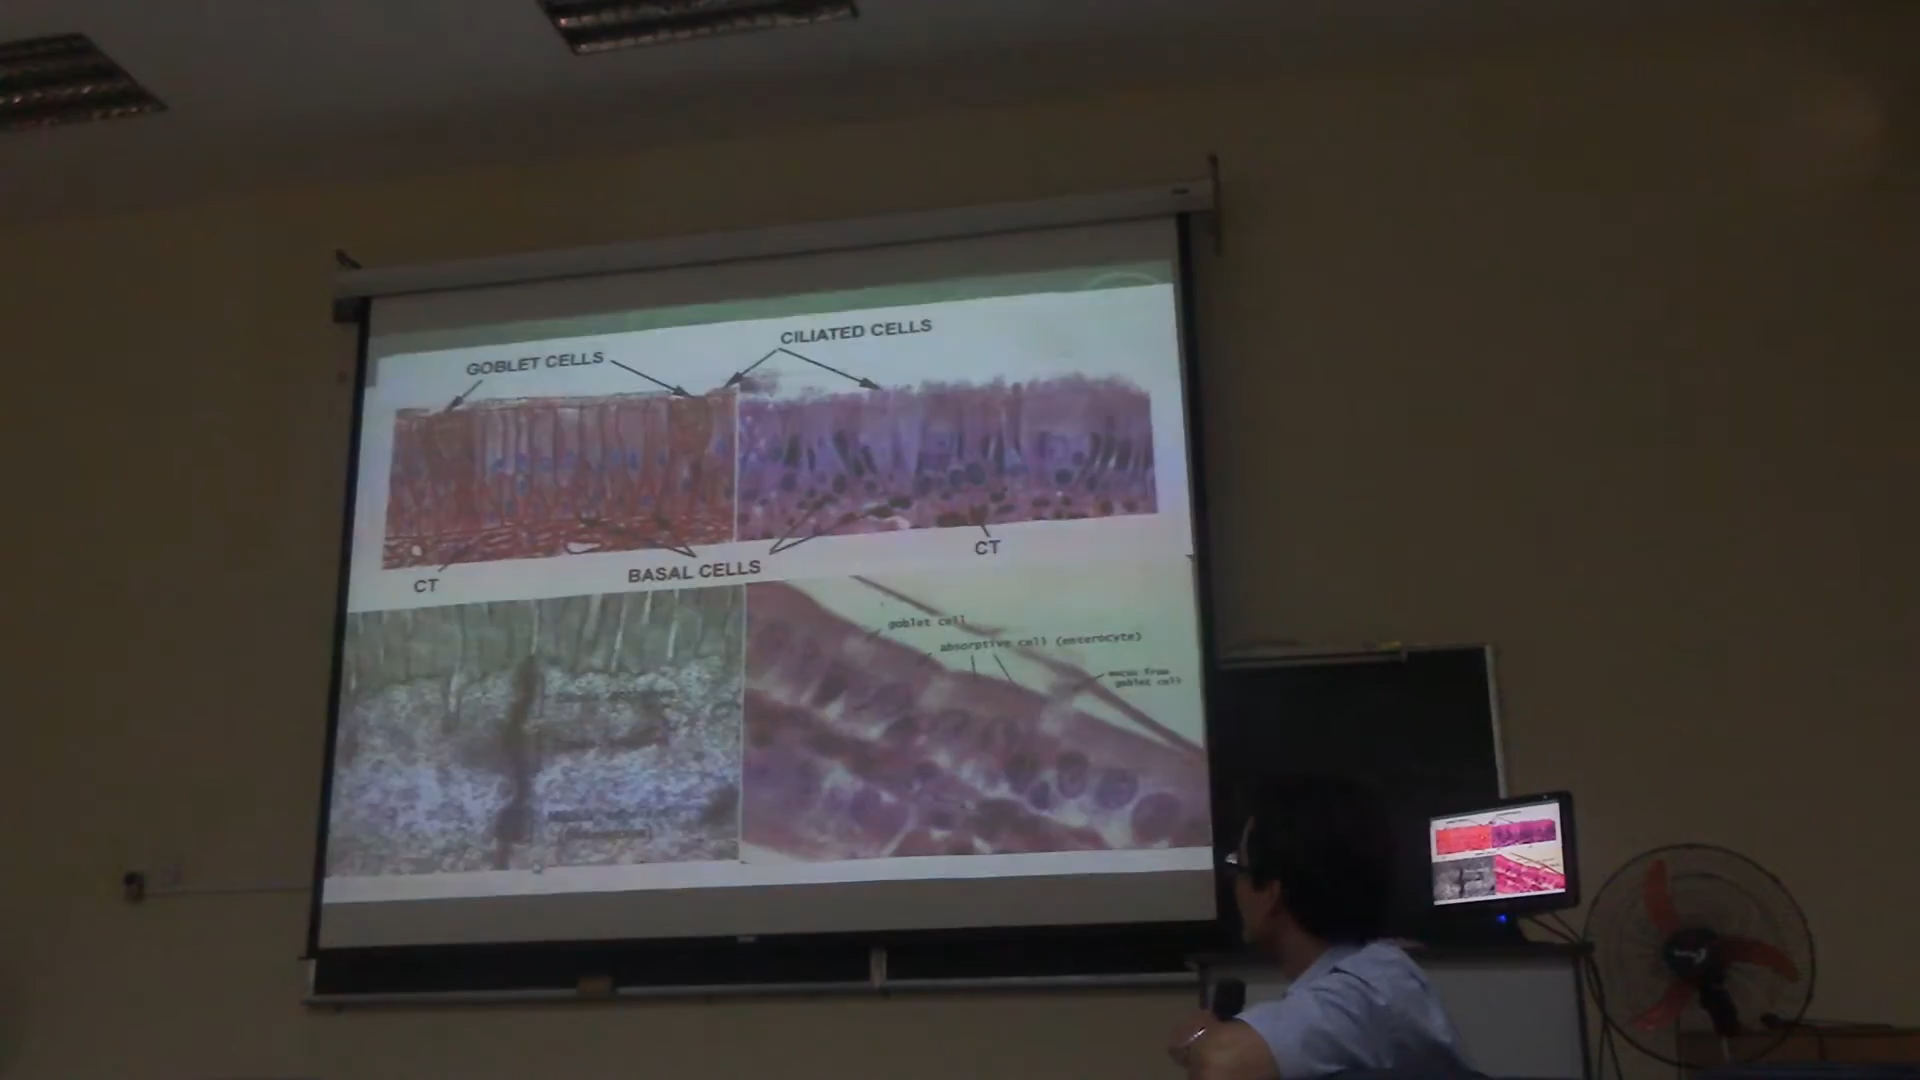 CILIATED CELLS
GOBLET CELLS
CT
BASAL CELLS
CT
goblet cell
absorptive cell (enterocyte)
mucus from
goblet cell